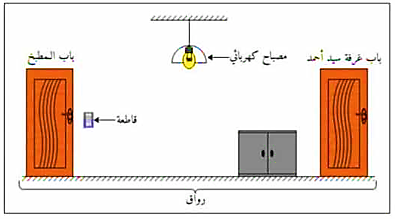 باب غرفة سيد أحمد
مصباح كهربائي
باب المطبخ
قاطعة
رواق